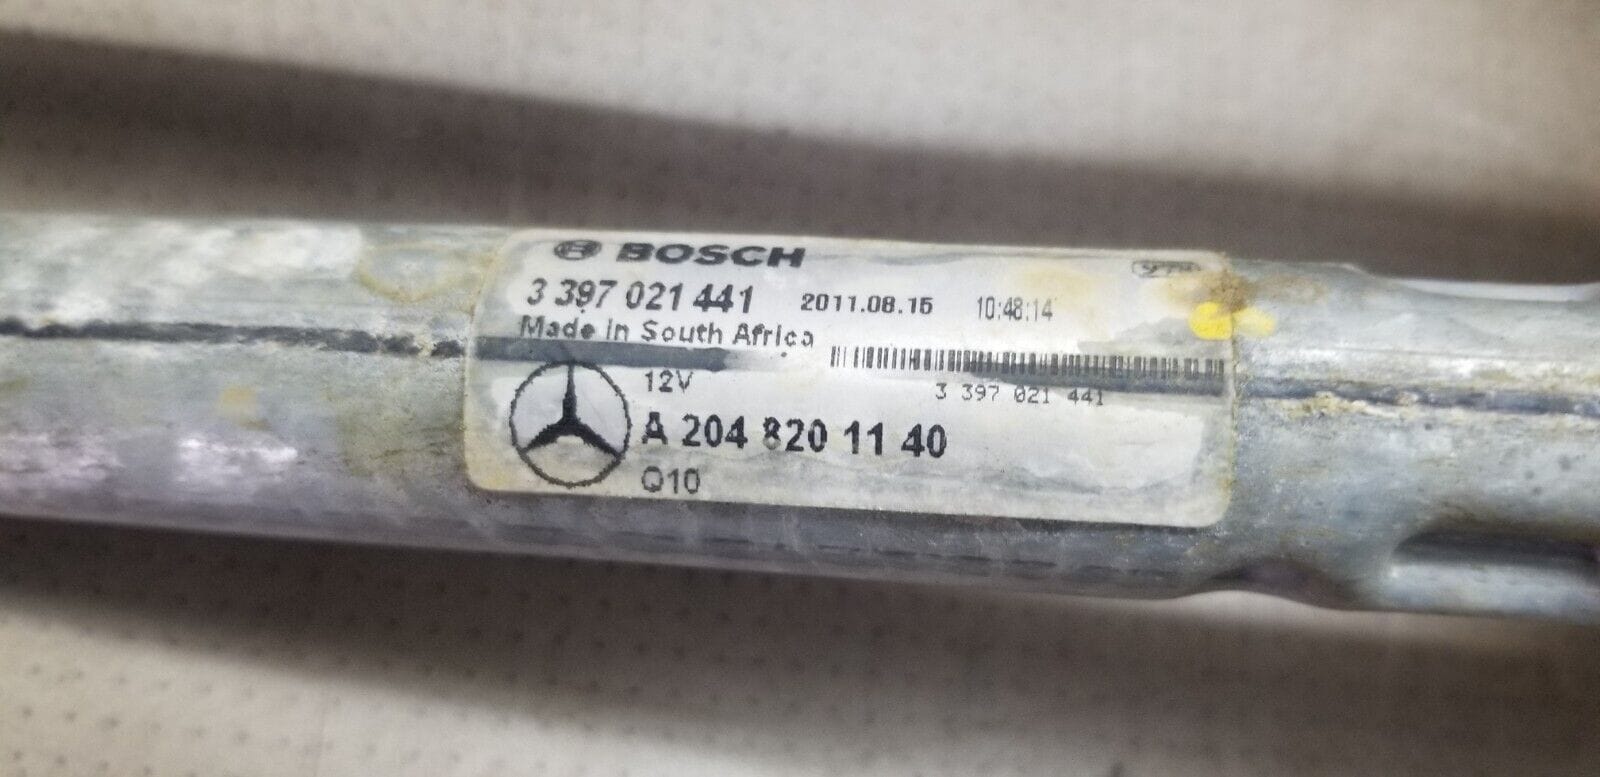 BOSCH
3 397 021 441 2011.08.15 10:48:14
Made in South Africa
12V
3 397 021 441
A 204 820 11 40
Q10